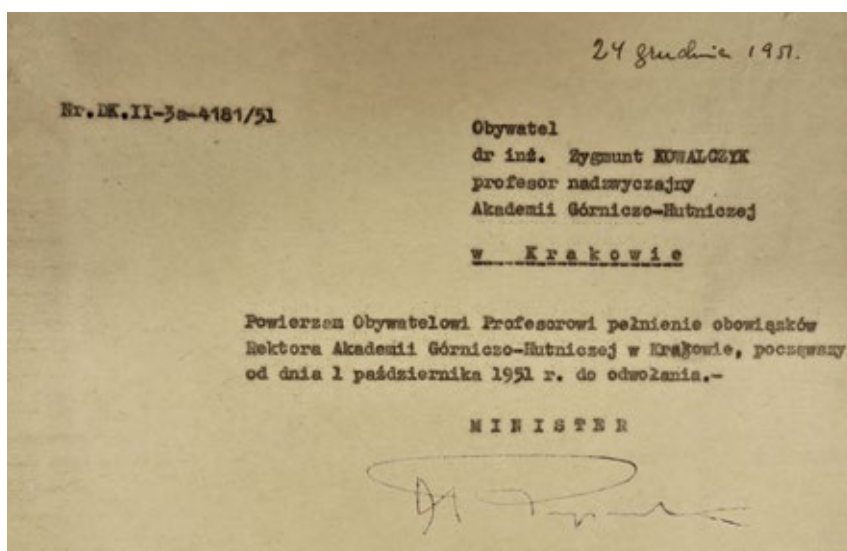 24 grudnia 1951.
Nr.DK.II-3a-4181/51
Obywatel
dr inż. Zygmunt KOWALCZYK
profesor nadzwyczajny
Akademii Górniczo-Hutniczej
w Krakowie
Powierzam Obywatelowi Profesorowi pełnienie obowiązków
Rektora Akademii Górniczo-Hutniczej w Krakowie, począwszy
od dnia 1 października 1951 r. do odwołania.-
MINISTER